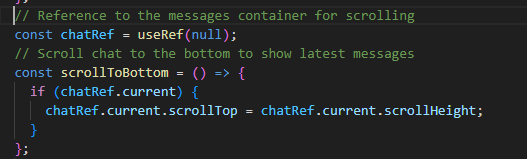 };
// Reference to the messages container for scrolling
const chatRef = useRef(null);
// Scroll chat to the bottom to show latest messages
const scrollToBottom = () => {
  if (chatRef.current) {
    chatRef.current.scrollTop = chatRef.current.scrollHeight;
  }
};